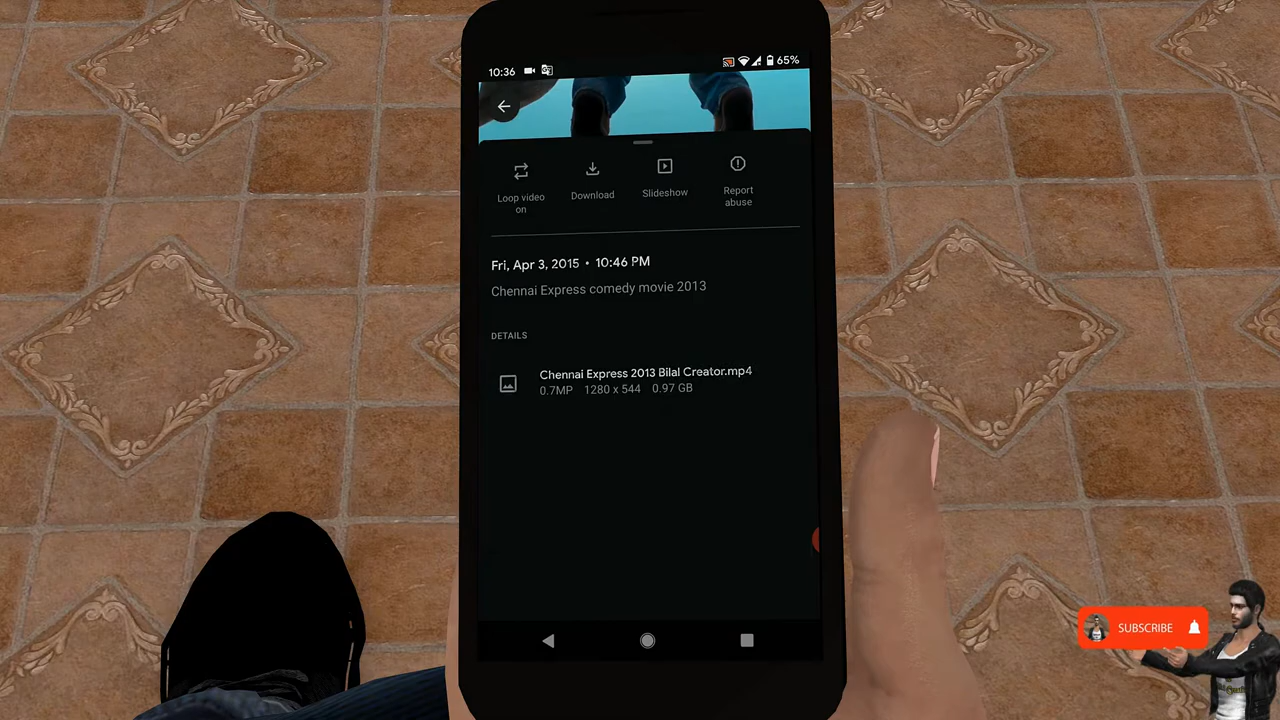 10:36
65%
Loop video
on
Download
Slideshow
Report
abuse
Fri, Apr 3, 2015 • 10:46 PM
Chennai Express comedy movie 2013
DETAILS
Chennai Express 2013 Bilal Creator.mp4
0.7MP 1280 x 544 0.97 GB
SUBSCRIBE